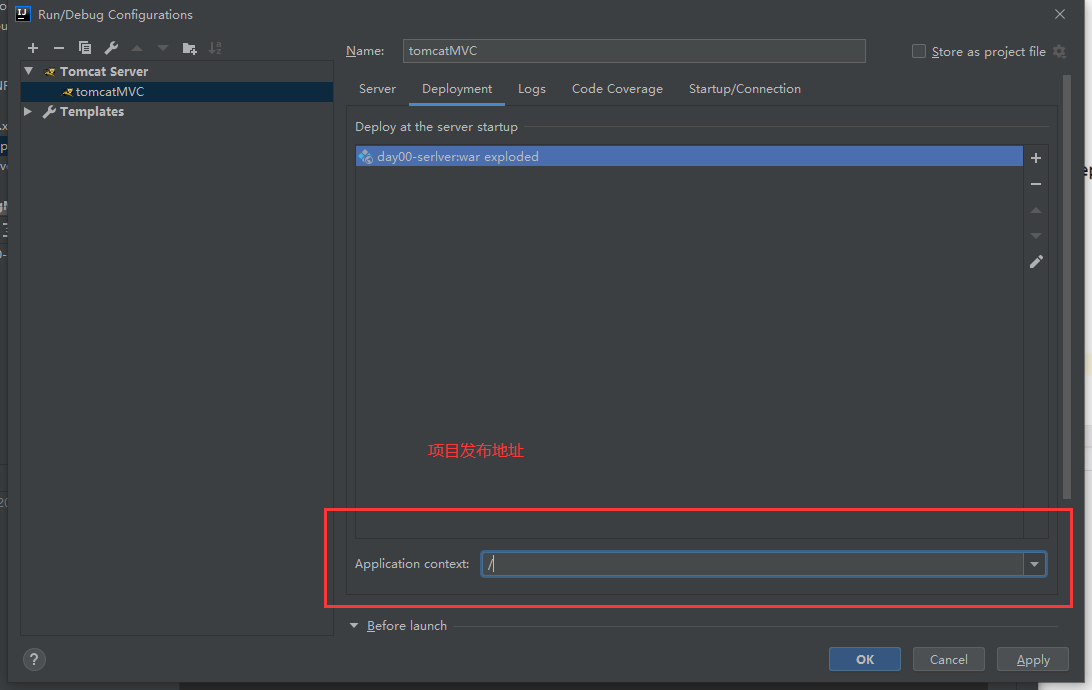 Run/Debug Configurations
Name:
tomcatMVC
Store as project file
Tomcat Server
tomcatMVC
Templates
Server
Deployment
Logs
Code Coverage
Startup/Connection
Deploy at the server startup
day00-serlver:war exploded
项目发布地址
Application context:
/
Before launch
?
OK
Cancel
Apply